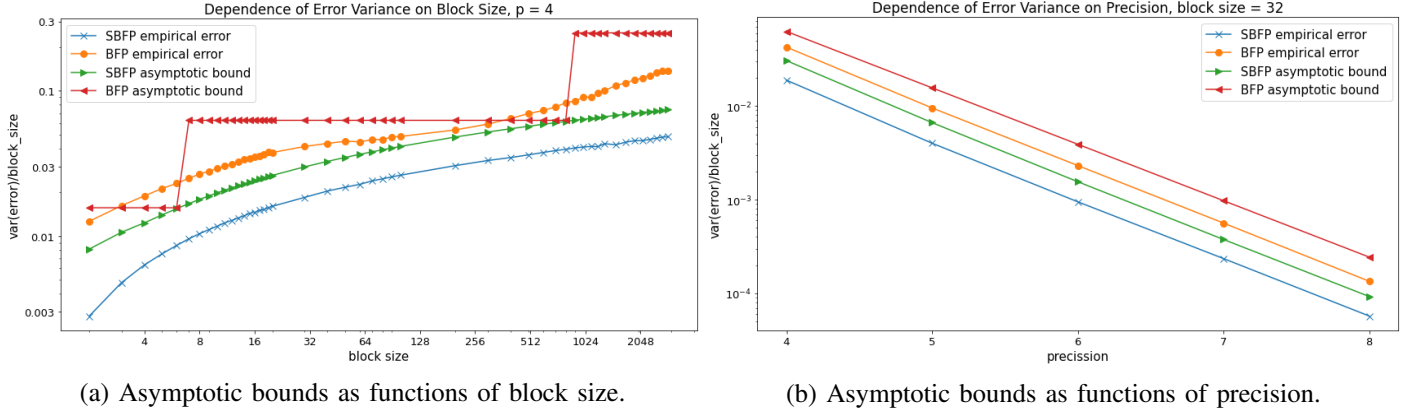 Dependence of Error Variance on Block Size, p = 4
0.3
0.1
0.03
0.01
0.003
var(error)/block_size
SBFP empirical error
BFP empirical error
SBFP asymptotic bound
BFP asymptotic bound
4 8 16 32 64 128 256 512 1024 2048
block size
(a) Asymptotic bounds as functions of block size.
Dependence of Error Variance on Precision, block size = 32
10⁻²
10⁻³
10⁻⁴
var(error)/block_size
SBFP empirical error
BFP empirical error
SBFP asymptotic bound
BFP asymptotic bound
4 5 6 7 8
precission
(b) Asymptotic bounds as functions of precision.